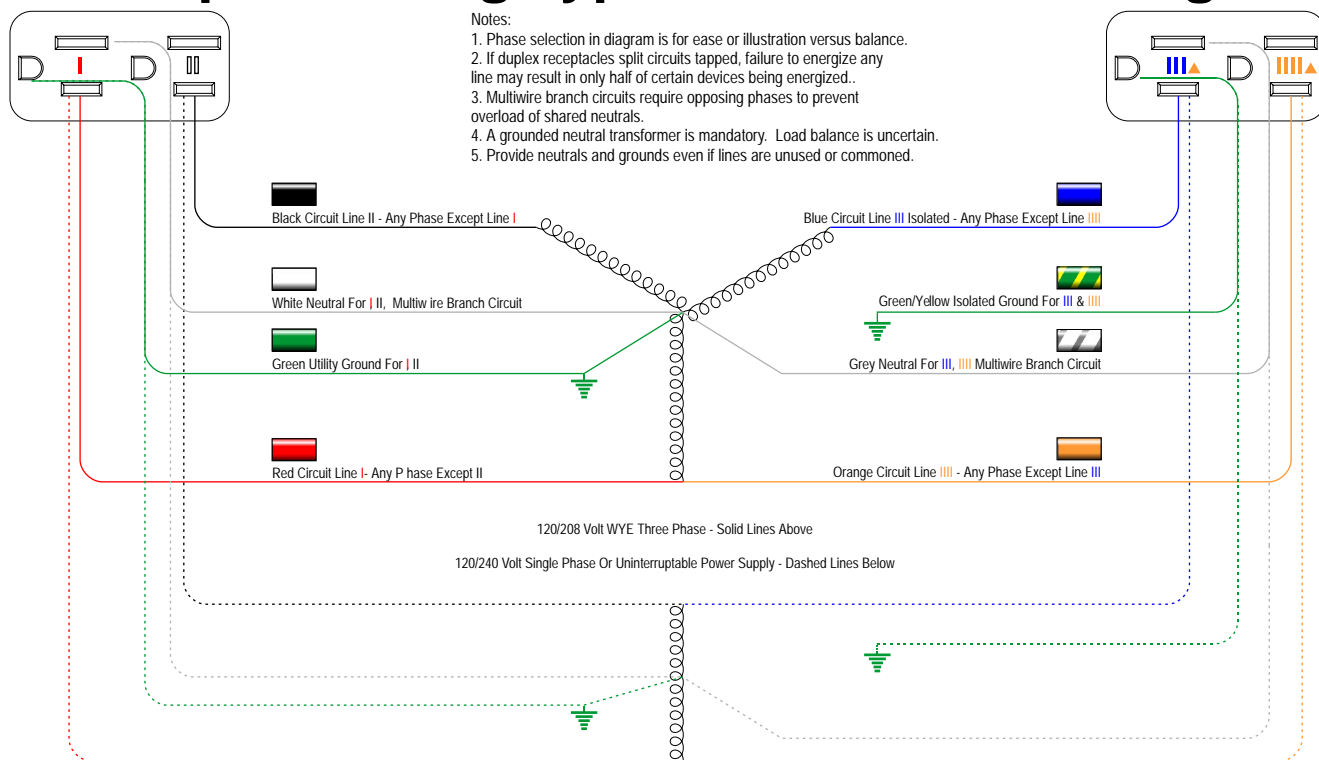 Notes:
1. Phase selection in diagram is for ease or illustration versus balance.
2. If duplex receptacles split circuits tapped, failure to energize any
line may result in only half of certain devices being energized..
3. Multiwire branch circuits require opposing phases to prevent
overload of shared neutrals.
4. A grounded neutral transformer is mandatory. Load balance is uncertain.
5. Provide neutrals and grounds even if lines are unused or commoned.
I
II
III
IIII
Black Circuit Line II - Any Phase Except Line I
Blue Circuit Line III Isolated - Any Phase Except Line IIII
White Neutral For I, II, Multiw ire Branch Circuit
Green/Yellow Isolated Ground For III & IIII
Green Utility Ground For I, II
Grey Neutral For III, IIII Multiwire Branch Circuit
Red Circuit Line I- Any P hase Except II
Orange Circuit Line IIII - Any Phase Except Line III
120/208 Volt WYE Three Phase - Solid Lines Above
120/240 Volt Single Phase Or Uninterruptable Power Supply - Dashed Lines Below